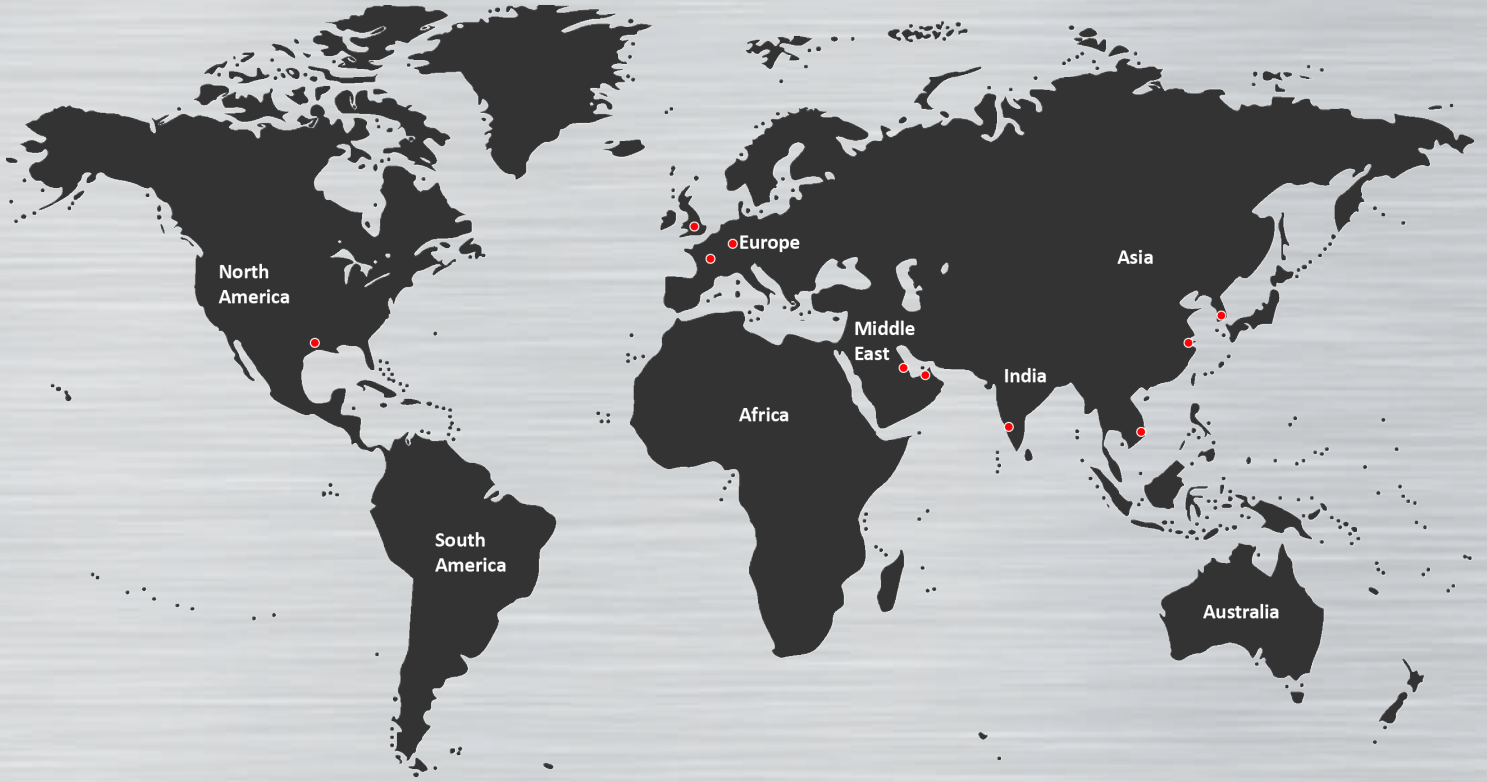 North
America
Europe
Asia
Middle
East
India
Africa
South
America
Australia